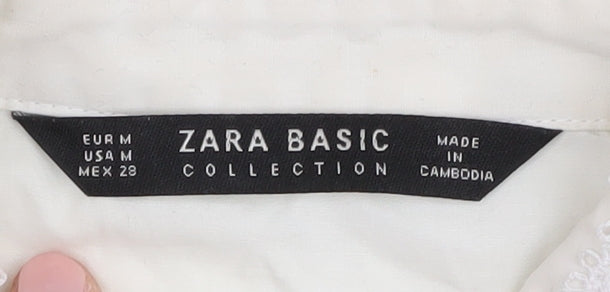 EUR M
USA M
MEX 28
ZARA BASIC
COLLECTION
MADE
IN
CAMBODIA